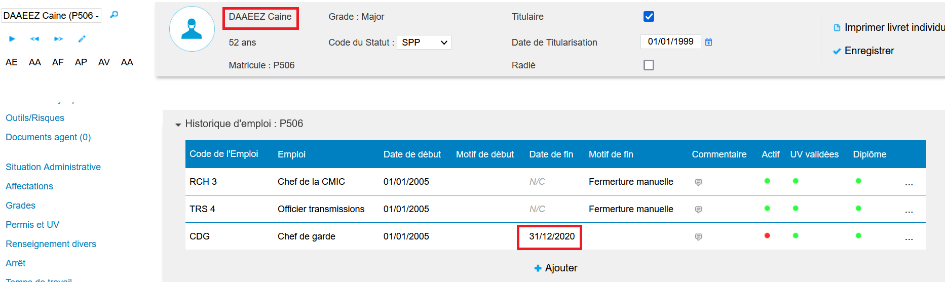 DAAEEZ Caine (P506 -
AE AA AF AP AV AA
Outils/Risques
Documents agent (0)
Situation Administrative
Affectations
Grades
Permis et UV
Renseignement divers
Arrêt
Temps de travail
DAAEEZ Caine Grade : Major Titulaire
52 ans Code du Statut : SPP Date de Titularisation 01/01/1999
Matricule : P506 Radié
Imprimer livret individu
Enregistrer
Historique d'emploi : P506
Code de l'Emploi Emploi Date de début Motif de début Date de fin Motif de fin Commentaire Actif UV validées Diplôme
RCH 3 Chef de la CMIC 01/01/2005 N/C Fermerture manuelle ...
TRS 4 Officier transmissions 01/01/2005 N/C Fermerture manuelle ...
CDG Chef de garde 01/01/2005 31/12/2020 ...
+ Ajouter